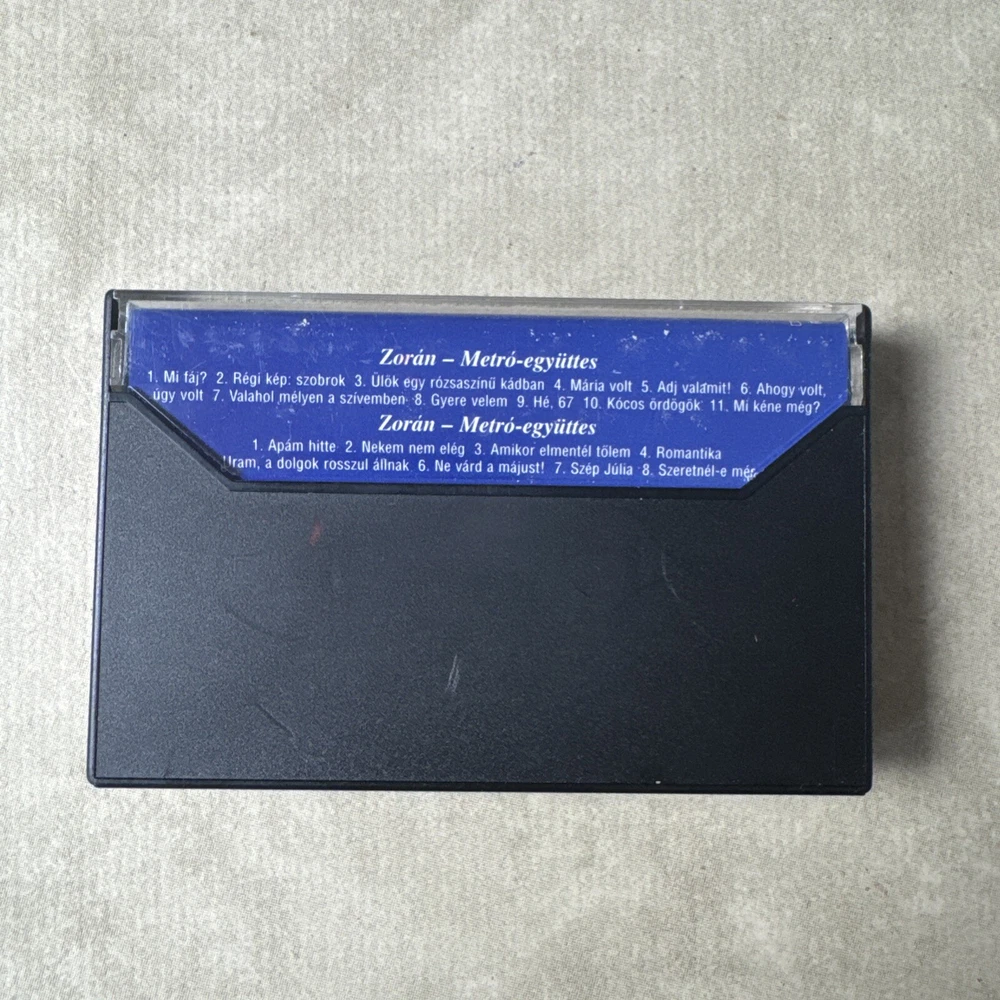 Zorán – Metró-együttes
1. Mi fáj? 2. Régi kép: szobrok 3. Ülök egy rózsaszínű kádban 4. Mária volt 5. Adj valamit! 6. Ahogy volt,
úgy volt 7. Valahol mélyen a szívemben 8. Gyere velem 9. Hé, 67 10. Kócos ördögök 11. Mi kéne még?
Zorán – Metró-együttes
1. Apám hitte 2. Nekem nem elég 3. Amikor elmentél tőlem 4. Romantika
Uram, a dolgok rosszul állnak 6. Ne várd a májust! 7. Szép Júlia 8. Szeretnél-e még